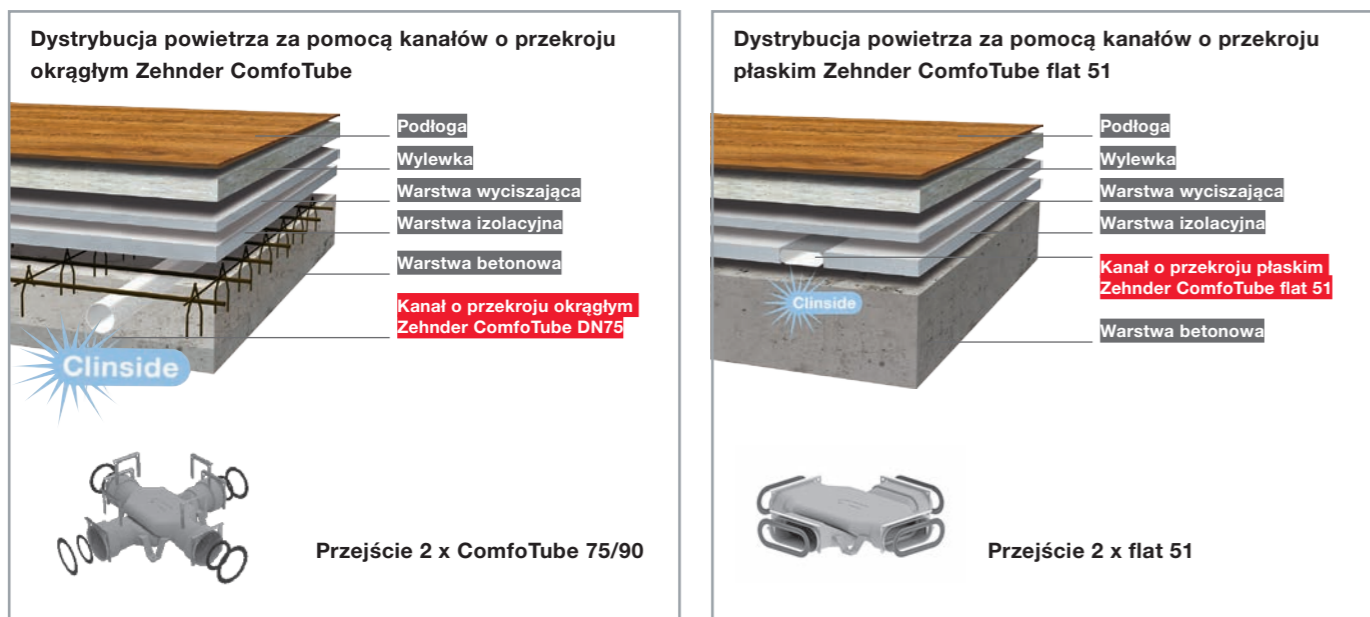 Dystrybucja powietrza za pomocą kanałów o przekroju
okrągłym Zehnder ComfoTube
Podłoga
Wylewka
Warstwa wyciszająca
Warstwa izolacyjna
Warstwa betonowa
Kanał o przekroju okrągłym
Zehnder ComfoTube DN75
Clinside
Przejście 2 x ComfoTube 75/90
Dystrybucja powietrza za pomocą kanałów o przekroju
płaskim Zehnder ComfoTube flat 51
Podłoga
Wylewka
Warstwa wyciszająca
Warstwa izolacyjna
Kanał o przekroju płaskim
Zehnder ComfoTube flat 51
Clinside
Warstwa betonowa
Przejście 2 x flat 51